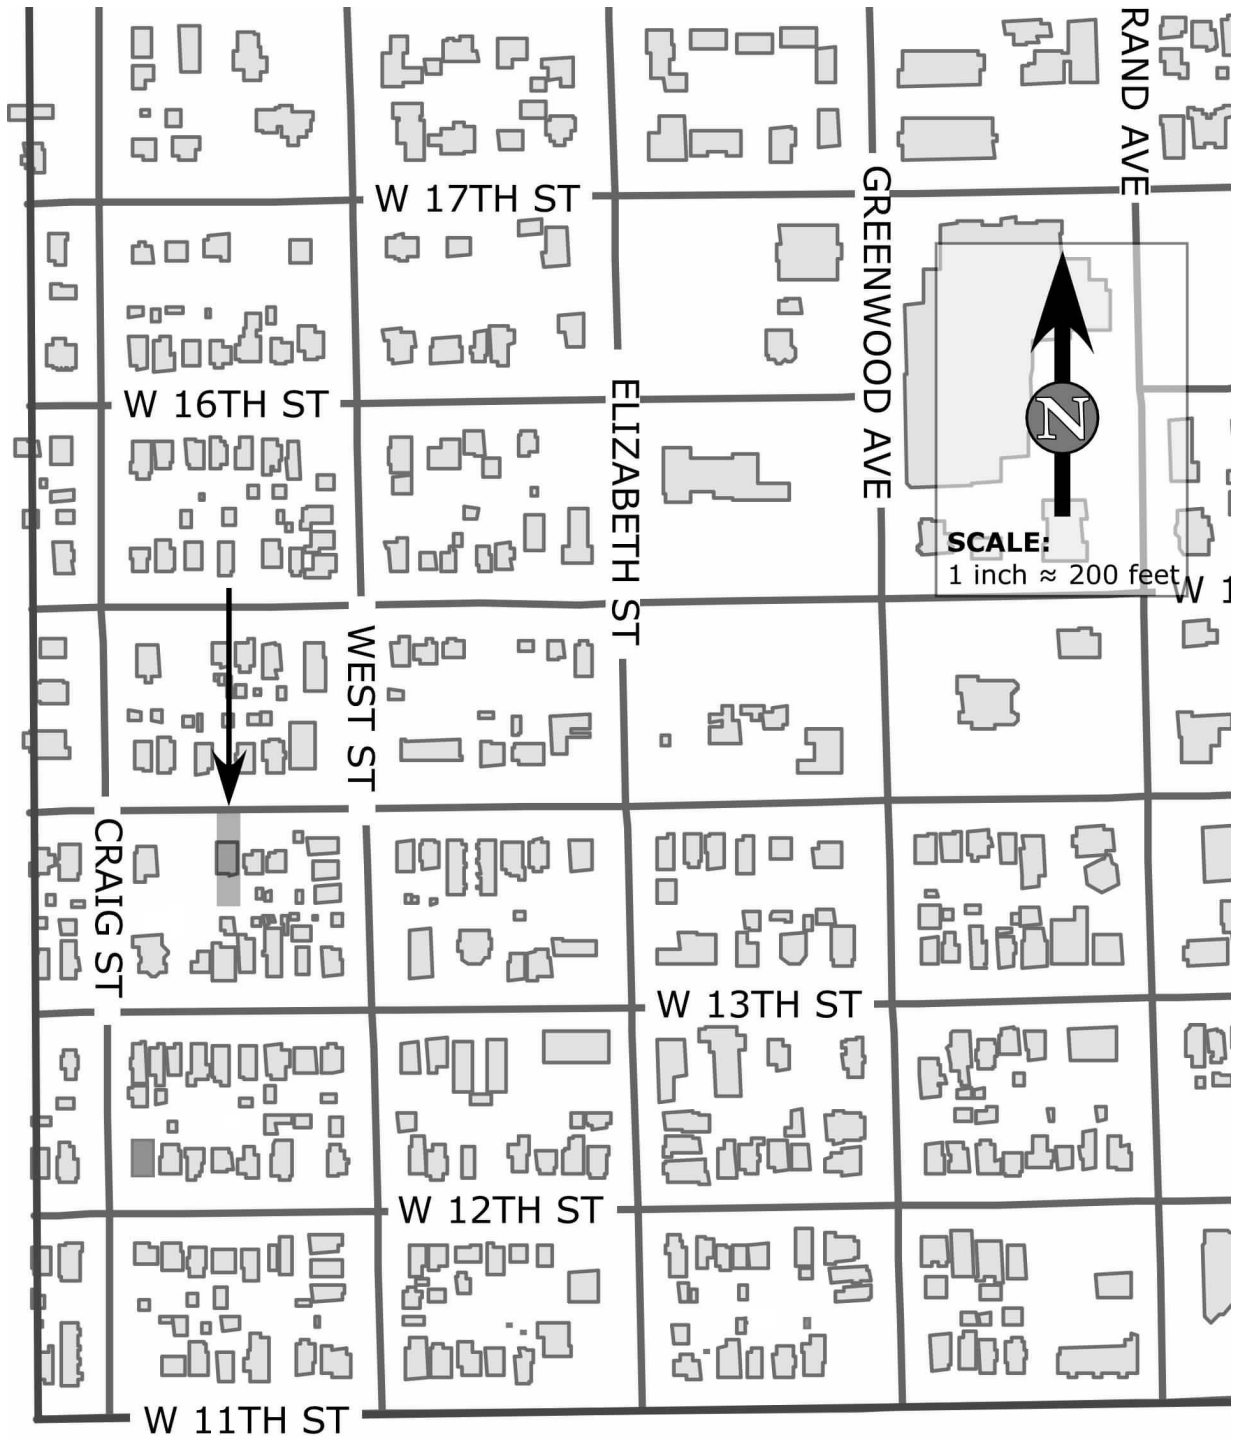 RAND AVE
W 17TH ST
GREENWOOD AVE
W 16TH ST
ELIZABETH ST
N
SCALE:
1 inch ≈ 200 feet
W 1
WEST ST
CRAIG ST
W 13TH ST
W 12TH ST
W 11TH ST